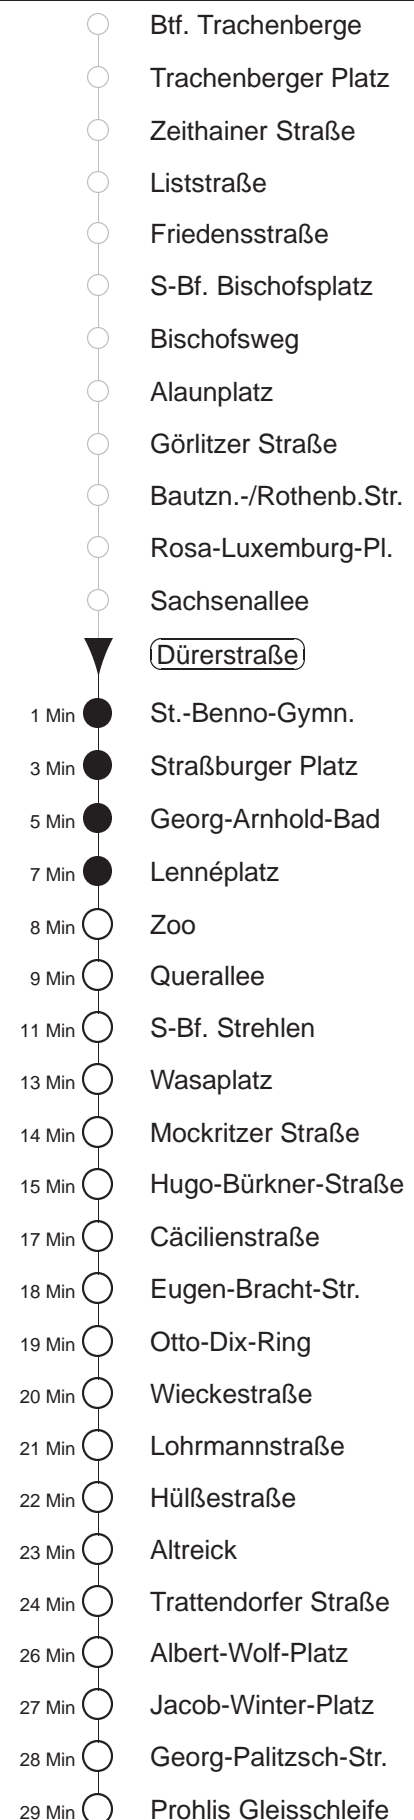 Btf. Trachenberge
Trachenberger Platz
Zeithainer Straße
Liststraße
Friedensstraße
S-Bf. Bischofsplatz
Bischofsweg
Alaunplatz
Görlitzer Straße
Bautzn.-/Rothenb.Str.
Rosa-Luxemburg-Pl.
Sachsenallee
Dürerstraße
1 Min St.-Benno-Gymn.
3 Min Straßburger Platz
5 Min Georg-Arnhold-Bad
7 Min Lennéplatz
8 Min Zoo
9 Min Querallee
11 Min S-Bf. Strehlen
13 Min Wasaplatz
14 Min Mockritzer Straße
15 Min Hugo-Bürkner-Straße
17 Min Cäcilienstraße
18 Min Eugen-Bracht-Str.
19 Min Otto-Dix-Ring
20 Min Wieckestraße
21 Min Lohrmannstraße
22 Min Hülßestraße
23 Min Altreick
24 Min Trattendorfer Straße
26 Min Albert-Wolf-Platz
27 Min Jacob-Winter-Platz
28 Min Georg-Palitzsch-Str.
29 Min Prohlis Gleisschleife